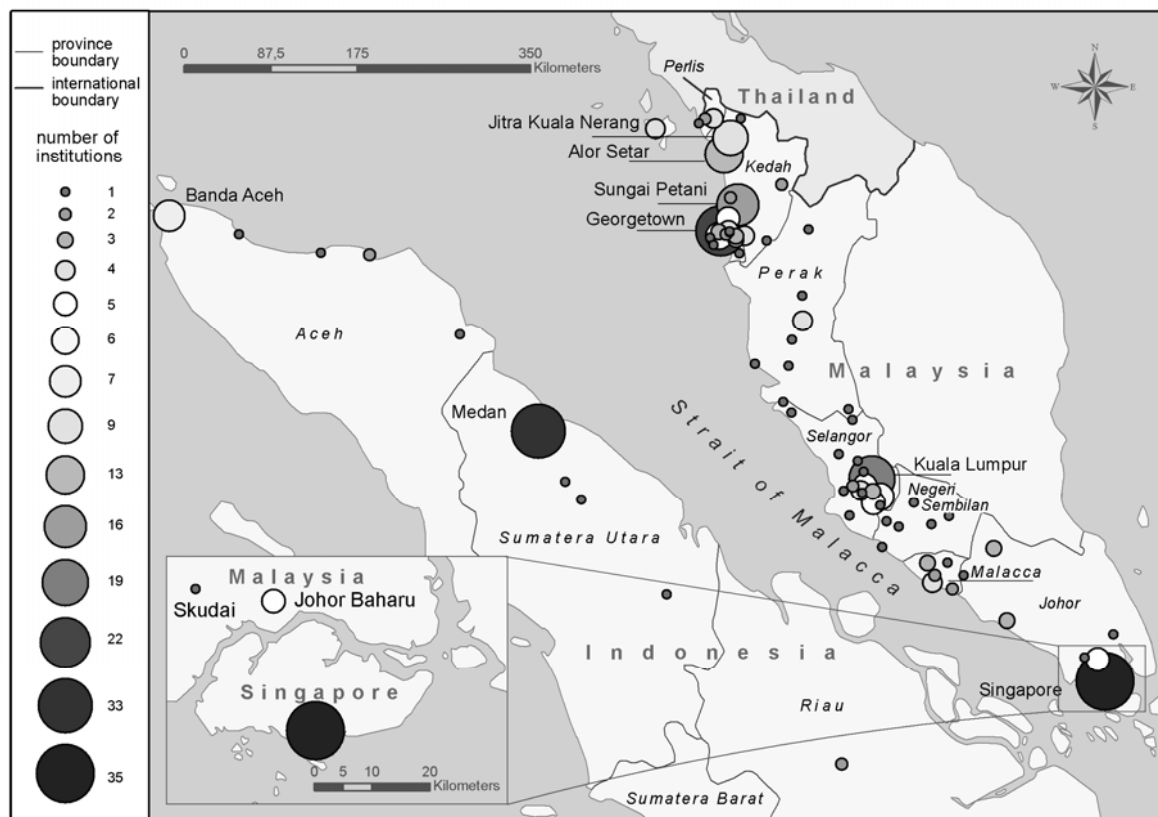 province
boundary
international
boundary
number of
institutions
1
2
3
4
5
6
7
9
13
16
19
22
33
35
0 87,5 175 350
Kilometers
N
W E
S
Perlis
Thailand
Jitra Kuala Nerang
Alor Setar
Kedah
Banda Aceh
Sungai Petani
Georgetown
Perak
Aceh
Malaysia
Medan
Strait of Malacca
Selangor
Kuala Lumpur
Negeri
Sembilan
Sumatera Utara
Malacca
Johor
Malaysia
Johor Baharu
Skudai
Indonesia
Singapore
Singapore
Riau
0 5 10 20
Kilometers
Sumatera Barat